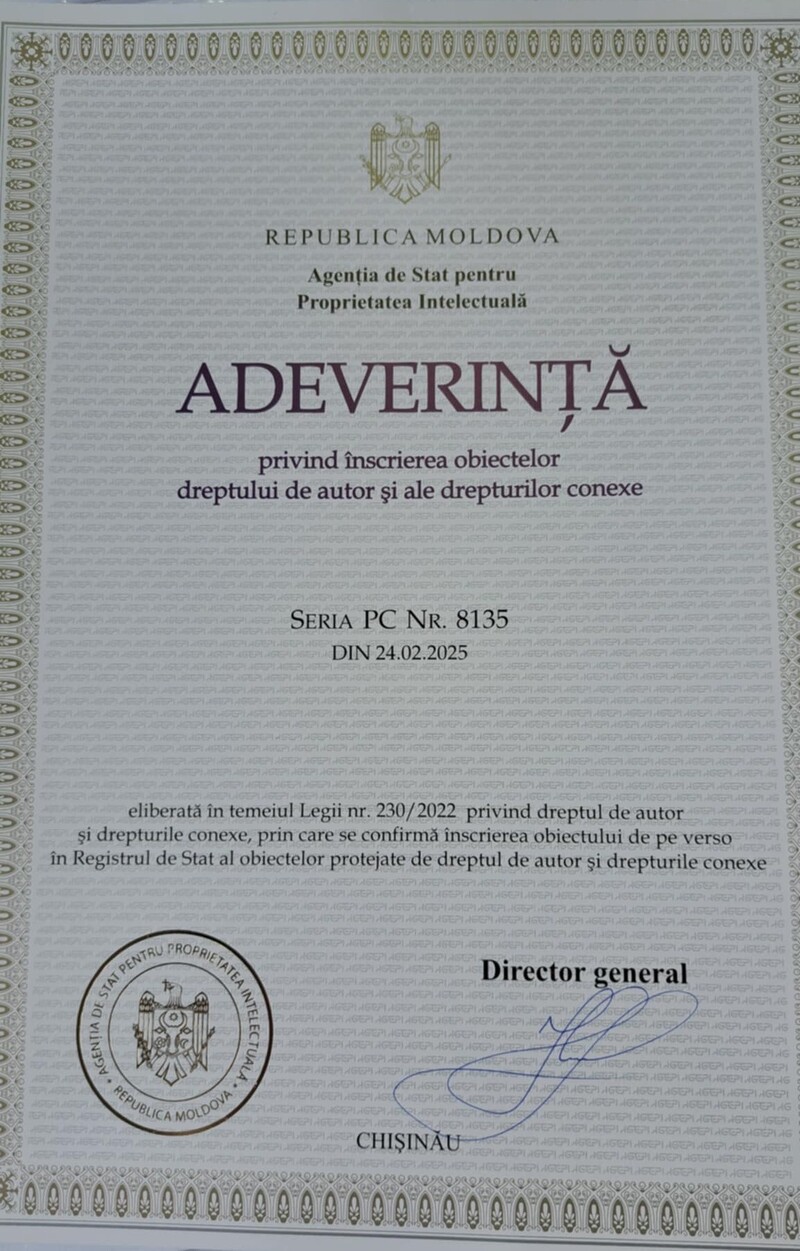 REPUBLICA MOLDOVA
Agenția de Stat pentru
Proprietatea Intelectuală
ADEVERINȚĂ
privind înscrierea obiectelor
dreptului de autor şi ale drepturilor conexe
SERIA PC NR. 8135
DIN 24.02.2025
eliberată în temeiul Legii nr. 230/2022 privind dreptul de autor
şi drepturile conexe, prin care se confirmă înscrierea obiectului de pe verso
în Registrul de Stat al obiectelor protejate de dreptul de autor şi drepturile conexe
AGENȚIA DE STAT PENTRU PROPRIETATEA INTELECTUALĂ
REPUBLICA MOLDOVA
Director general
CHIŞINĂU